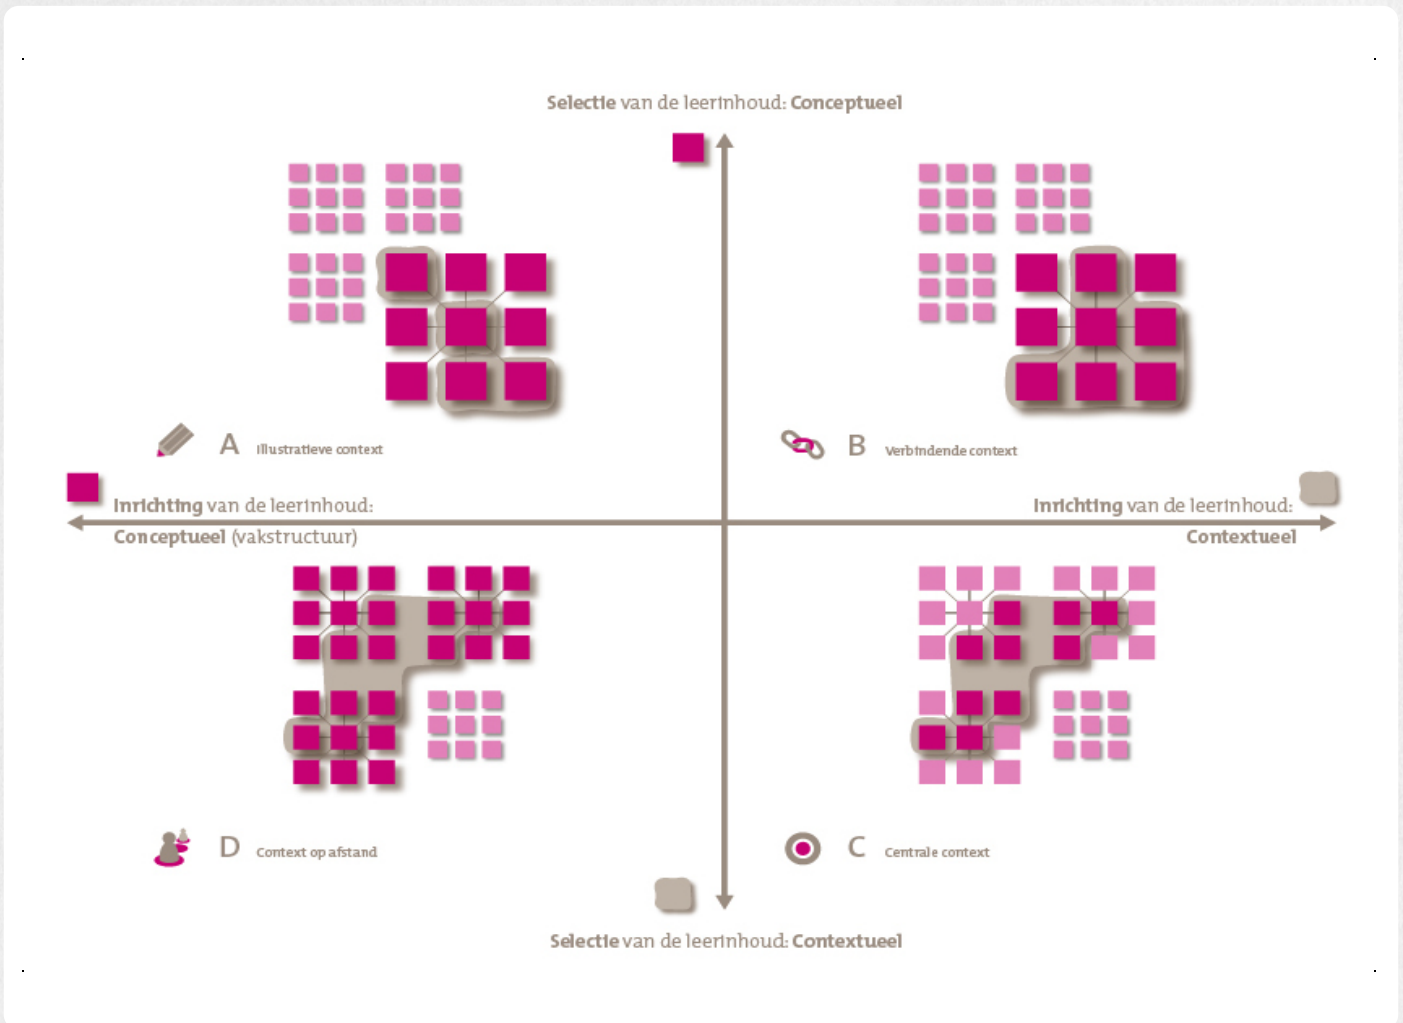 Selectie van de leerinhoud: Conceptueel
A Illustratieve context
B Verbindende context
Inrichting van de leerinhoud:
Conceptueel (vakstructuur)
Inrichting van de leerinhoud:
Contextueel
D Context op afstand
C Centrale context
Selectie van de leerinhoud: Contextueel